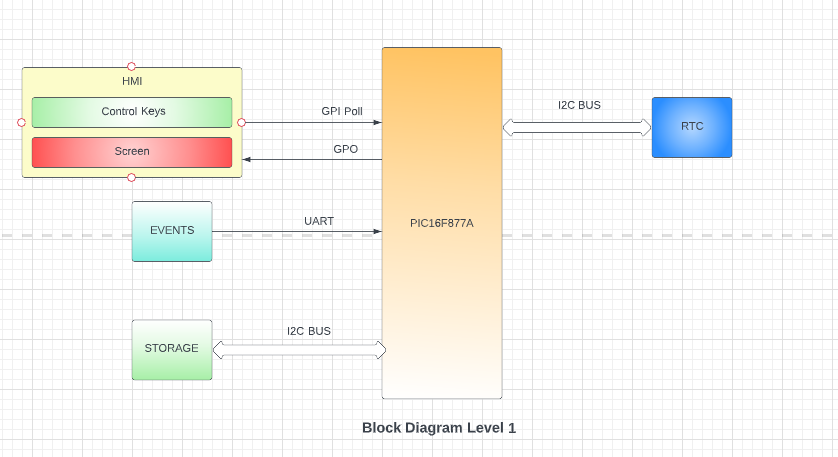 HMI
Control Keys
Screen
GPI Poll
GPO
I2C BUS
RTC
EVENTS
UART
PIC16F877A
I2C BUS
STORAGE
Block Diagram Level 1